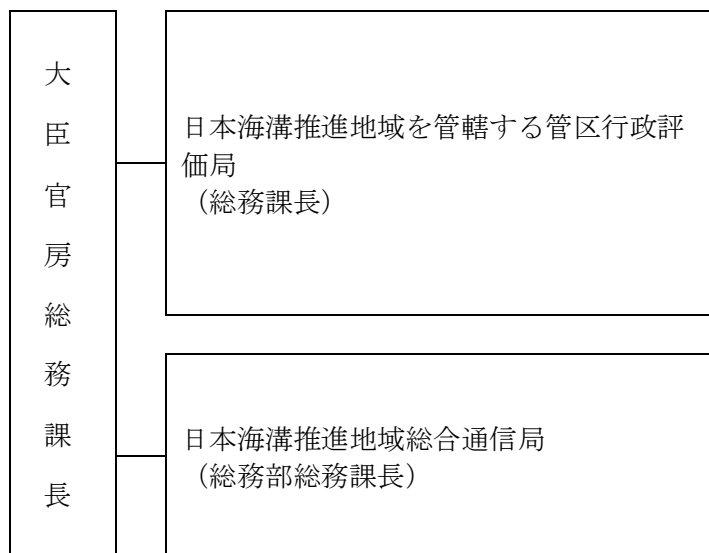 大臣官房総務課長
日本海溝推進地域を管轄する管区行政評
価局
（総務課長）
日本海溝推進地域総合通信局
（総務部総務課長）